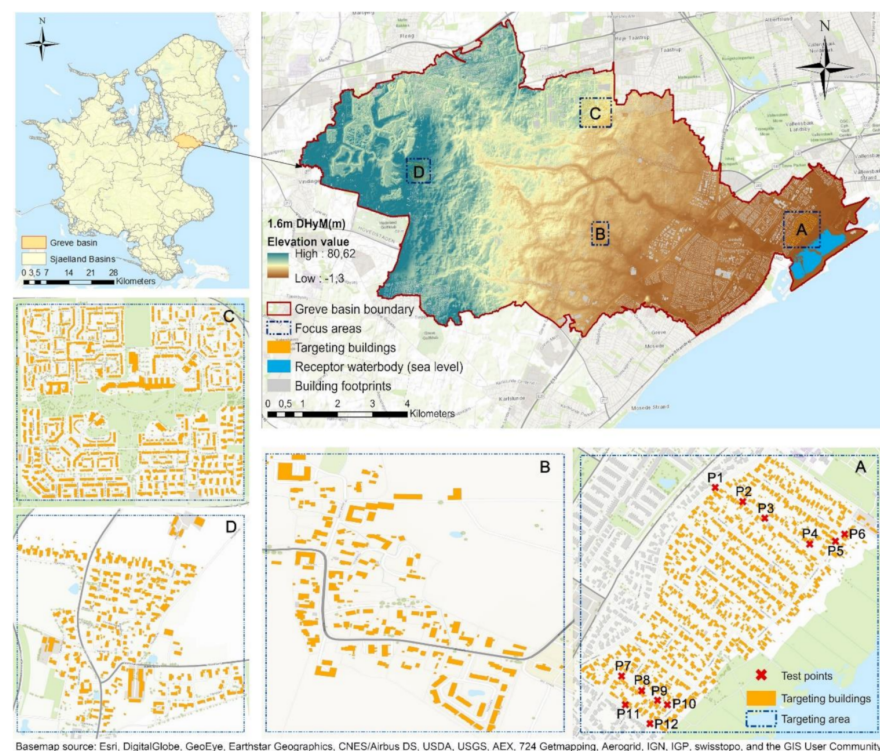 N
Greve basin
Sjaelland Basins
0 3,5 7 14 21 28
Kilometers
N
C
D
B
A
1.6m DHyM(m)
Elevation value
High : 80,62
Low : -1,3
Greve basin boundary
Focus areas
Targeting buildings
Receptor waterbody (sea level)
Building footprints
0 0,5 1 2 3 4
Kilometers
C
D
B
A
P1
P2
P3
P4
P5
P6
P7
P8
P9
P10
P11
P12
Test points
Targeting buildings
Targeting area
Basemap source: Esri, DigitalGlobe, GeoEye, Earthstar Geographics, CNES/Airbus DS, USDA, USGS, AEX, 724 Getmapping, Aerogrid, IGN, IGP, swisstopo, and the GIS User Community